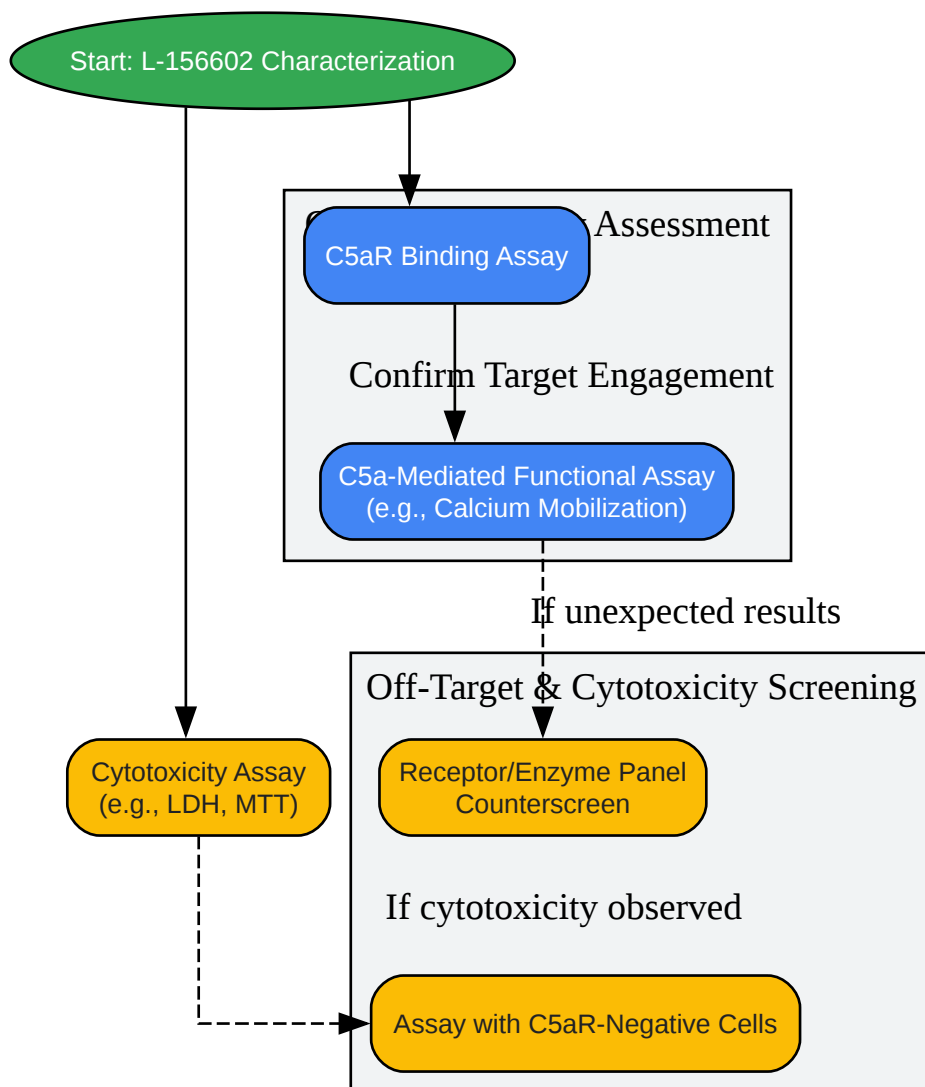 Start: L-156602 Characterization
Assessment
C5aR Binding Assay
Confirm Target Engagement
C5a-Mediated Functional Assay
(e.g., Calcium Mobilization)
If unexpected results
Off-Target & Cytotoxicity Screening
Cytotoxicity Assay
(e.g., LDH, MTT)
Receptor/Enzyme Panel
Counterscreen
If cytotoxicity observed
Assay with C5aR-Negative Cells